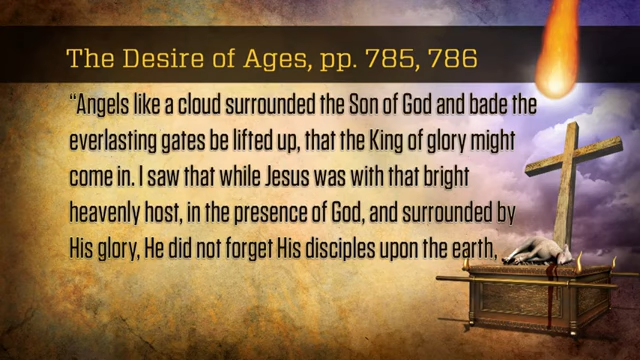 The Desire of Ages, pp. 785, 786
“Angels like a cloud surrounded the Son of God and bade the
everlasting gates be lifted up, that the King of glory might
come in. I saw that while Jesus was with that bright
heavenly host, in the presence of God, and surrounded by
His glory, He did not forget His disciples upon the earth,